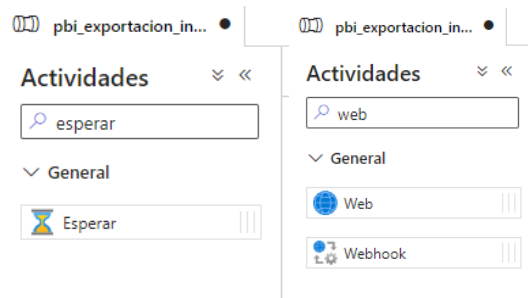 pbi_exportacion_in...
Actividades
esperar
General
Esperar
pbi_exportacion_in...
Actividades
web
General
Web
Webhook